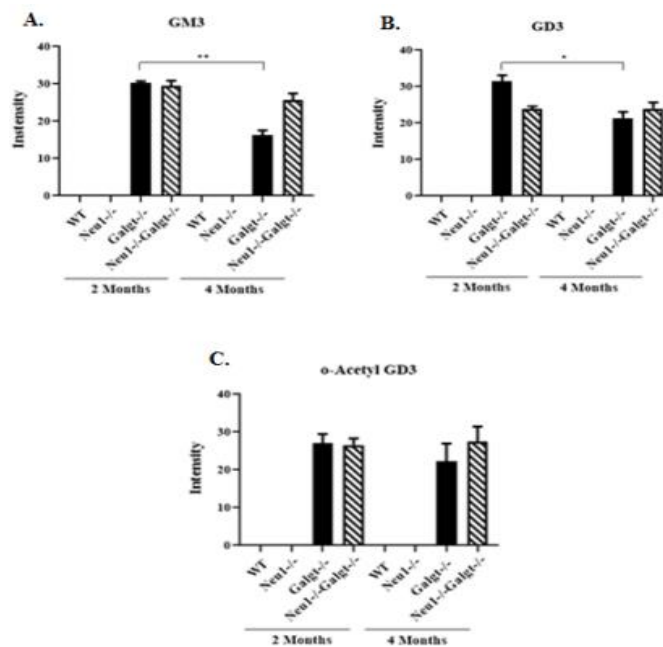 A.
GM3
**
Instensity
40
30
20
10
0
WT
Neu1-/-
Galgt-/-
Neu1-/-Galgt-/-
WT
Neu1-/-
Galgt-/-
Neu1-/-Galgt-/-
2 Months
4 Months
B.
GD3
*
Intensity
40
30
20
10
0
WT
Neu1-/-
Galgt-/-
Neu1-/-Galgt-/-
WT
Neu1-/-
Galgt-/-
Neu1-/-Galgt-/-
2 Months
4 Months
C.
o-Acetyl GD3
Intensity
40
30
20
10
0
WT
Neu1-/-
Galgt-/-
Neu1-/-Galgt-/-
WT
Neu1-/-
Galgt-/-
Neu1-/-Galgt-/-
2 Months
4 Months